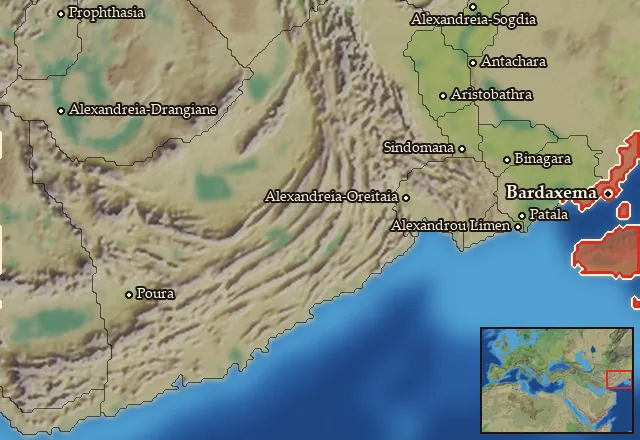 Prophthasia
Alexandreia-Sogdia
Antachara
Aristobathra
Alexandreia-Drangiane
Sindomana
Binagara
Bardaxema
Alexandreia-Oreitaia
Patala
Alexandrou Limen
Poura